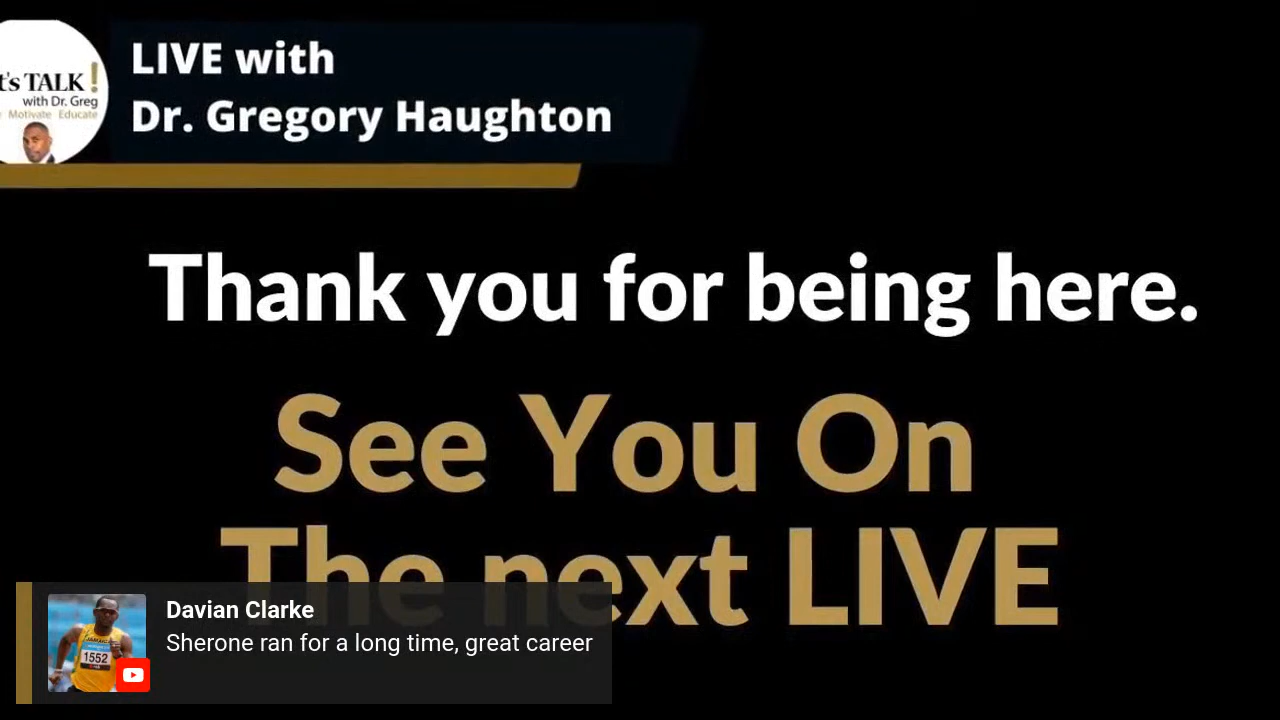 t's TALK!
with Dr. Greg
Motivate Educate
LIVE with
Dr. Gregory Haughton
Thank you for being here.
See You On
The next LIVE
Davian Clarke
Sherone ran for a long time, great career
JAMAICA
1552